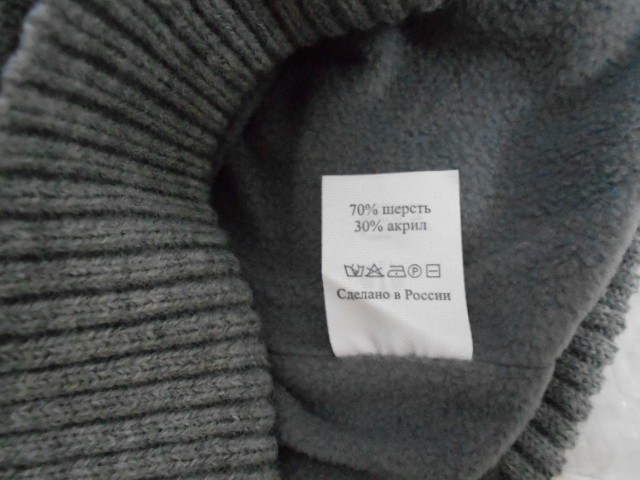 70% шерсть
30% акрил
P
Сделано в России